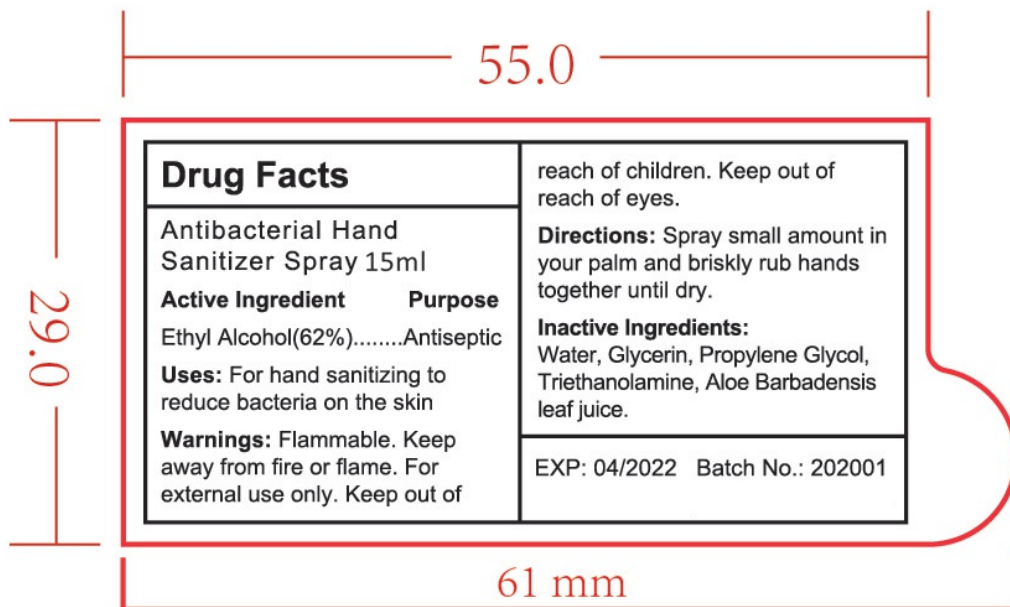 55.0
29.0
Drug Facts
Antibacterial Hand
Sanitizer Spray 15ml
Active Ingredient Purpose
Ethyl Alcohol(62%)........Antiseptic
Uses: For hand sanitizing to
reduce bacteria on the skin
Warnings: Flammable. Keep
away from fire or flame. For
external use only. Keep out of
reach of children. Keep out of
reach of eyes.
Directions: Spray small amount in
your palm and briskly rub hands
together until dry.
Inactive Ingredients:
Water, Glycerin, Propylene Glycol,
Triethanolamine, Aloe Barbadensis
leaf juice.
EXP: 04/2022 Batch No.: 202001
61 mm